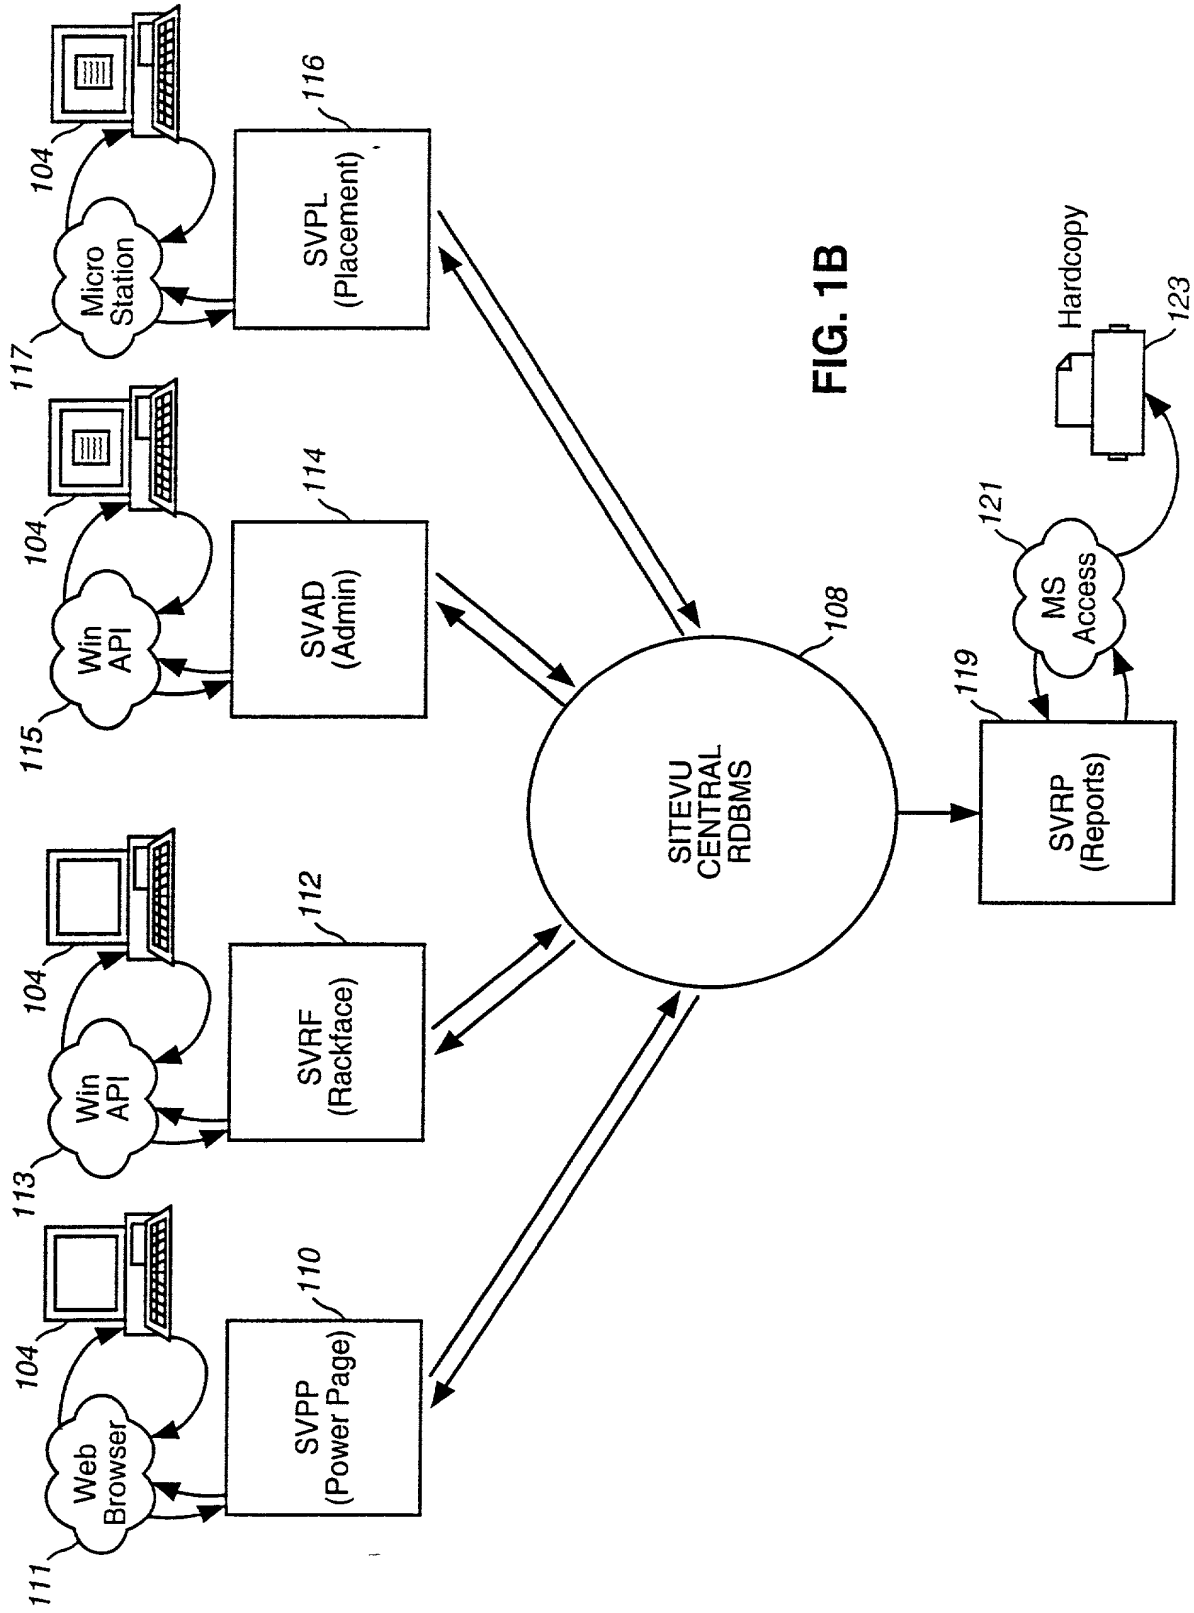 104
104
104
104
111
Web
Browser
113
Win
API
115
Win
API
117
Micro
Station
110
SVPP
(Power Page)
112
SVRF
(Rackface)
114
SVAD
(Admin)
116
SVPL
(Placement)
SITEVU
CENTRAL
RDBMS
108
FIG. 1B
119
SVRP
(Reports)
121
MS
Access
Hardcopy
123